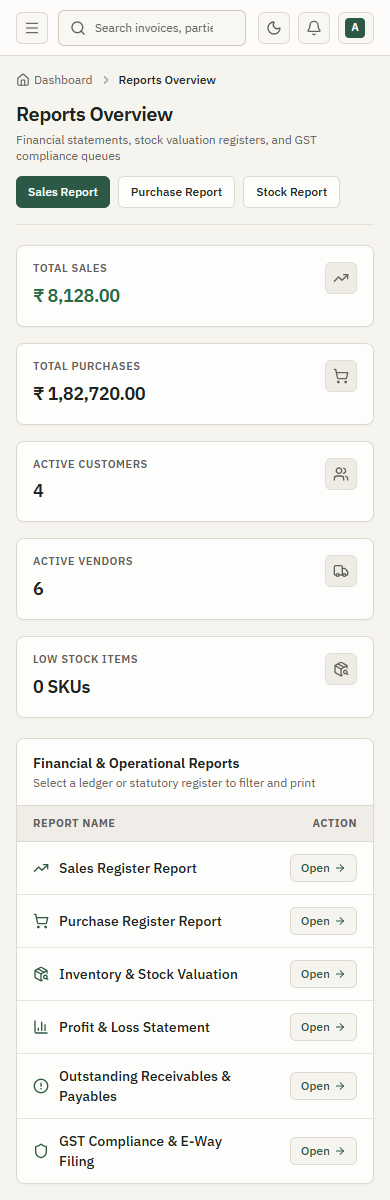 Search invoices, partie
A
Dashboard
Reports Overview
Reports Overview
Financial statements, stock valuation registers, and GST
compliance queues
Sales Report
Purchase Report
Stock Report
TOTAL SALES
₹ 8,128.00
TOTAL PURCHASES
₹ 1,82,720.00
ACTIVE CUSTOMERS
4
ACTIVE VENDORS
6
LOW STOCK ITEMS
0 SKUs
Financial & Operational Reports
Select a ledger or statutory register to filter and print
REPORT NAME ACTION
Sales Register Report Open →
Purchase Register Report Open →
Inventory & Stock Valuation Open →
Profit & Loss Statement Open →
Outstanding Receivables &
Payables Open →
GST Compliance & E-Way
Filing Open →